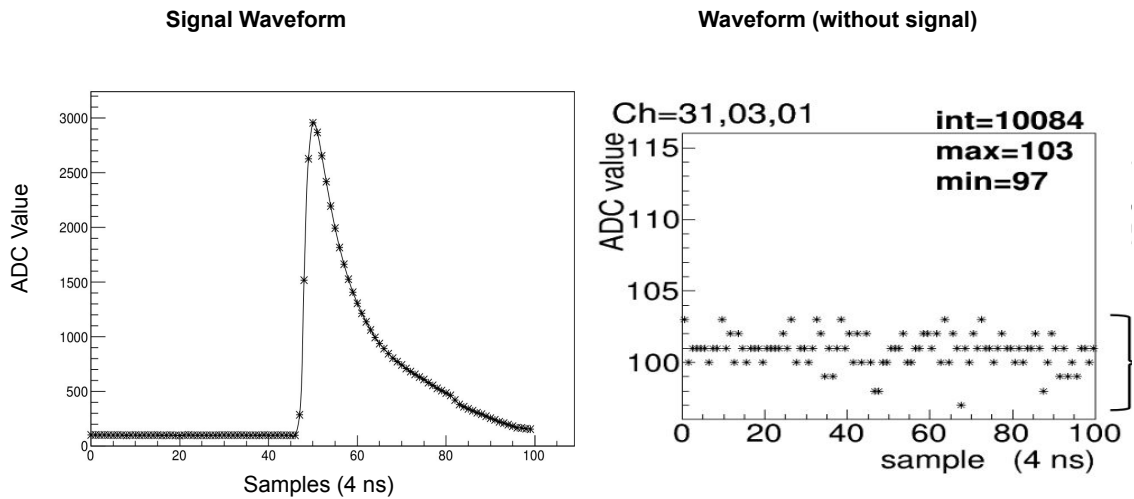 Signal Waveform
Waveform (without signal)
ADC Value
3000
2500
2000
1500
1000
500
0
0 20 40 60 80 100
Samples (4 ns)
Ch=31,03,01
int=10084
max=103
min=97
ADC value
115
110
105
100
0 20 40 60 80 100
sample (4 ns)